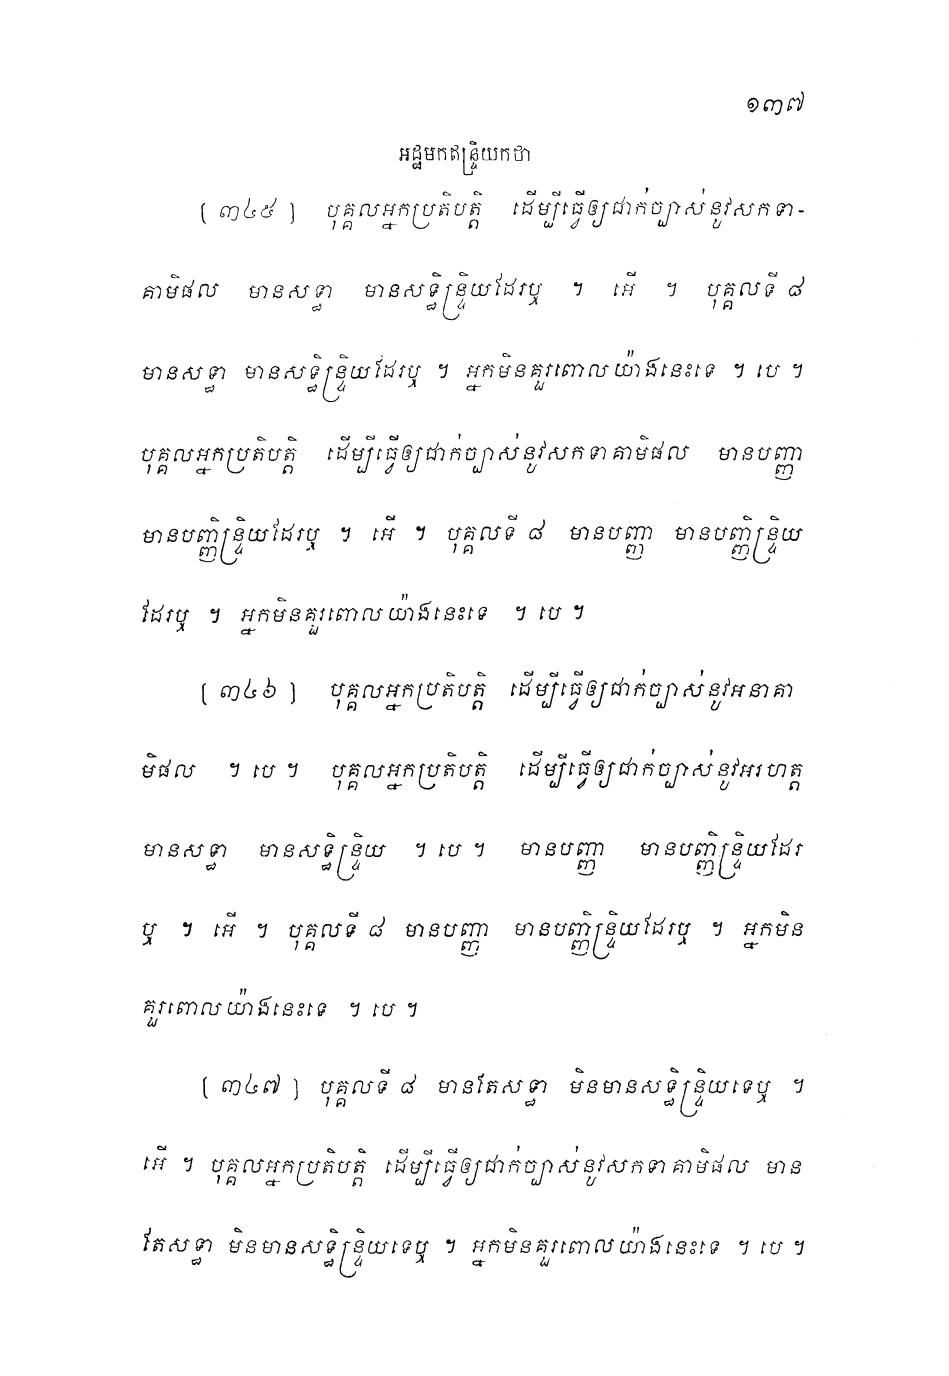 ១៣៧
អដ្ឋមកឥន្ទ្រិយកថា
[ ៣៤៥ ] បុគ្គលអ្នកប្រតិបត្តិ ដើម្បីធ្វើឲ្យជាក់ច្បាស់នូវសកទា-
គាមិផល មានសទ្ធា មានសទ្ធិន្ទ្រិយដែរឬ ។ អើ ។ បុគ្គលទី ៨
មានសទ្ធា មានសទ្ធិន្ទ្រិយដែរឬ ។ អ្នកមិនគួរពោលយ៉ាងនេះទេ ។ បេ ។
បុគ្គលអ្នកប្រតិបត្តិ ដើម្បីធ្វើឲ្យជាក់ច្បាស់នូវសកទាគាមិផល មានបញ្ញា
មានបញ្ញិន្ទ្រិយដែរឬ ។ អើ ។ បុគ្គលទី ៨ មានបញ្ញា មានបញ្ញិន្ទ្រិយ
ដែរឬ ។ អ្នកមិនគួរពោលយ៉ាងនេះទេ ។ បេ ។
[ ៣៤៦ ] បុគ្គលអ្នកប្រតិបត្តិ ដើម្បីធ្វើឲ្យជាក់ច្បាស់នូវអនាគា
មិផល ។ បេ ។ បុគ្គលអ្នកប្រតិបត្តិ ដើម្បីធ្វើឲ្យជាក់ច្បាស់នូវអរហត្ត
មានសទ្ធា មានសទ្ធិន្ទ្រិយ ។ បេ ។ មានបញ្ញា មានបញ្ញិន្ទ្រិយដែរ
ឬ ។ អើ ។ បុគ្គលទី ៨ មានបញ្ញា មានបញ្ញិន្ទ្រិយដែរឬ ។ អ្នកមិន
គួរពោលយ៉ាងនេះទេ ។ បេ ។
[ ៣៤៧ ] បុគ្គលទី ៨ មានតែសទ្ធា មិនមានសទ្ធិន្ទ្រិយទេឬ ។
អើ ។ បុគ្គលអ្នកប្រតិបត្តិ ដើម្បីធ្វើឲ្យជាក់ច្បាស់នូវសកទាគាមិផល មាន
តែសទ្ធា មិនមានសទ្ធិន្ទ្រិយទេឬ ។ អ្នកមិនគួរពោលយ៉ាងនេះទេ ។ បេ ។